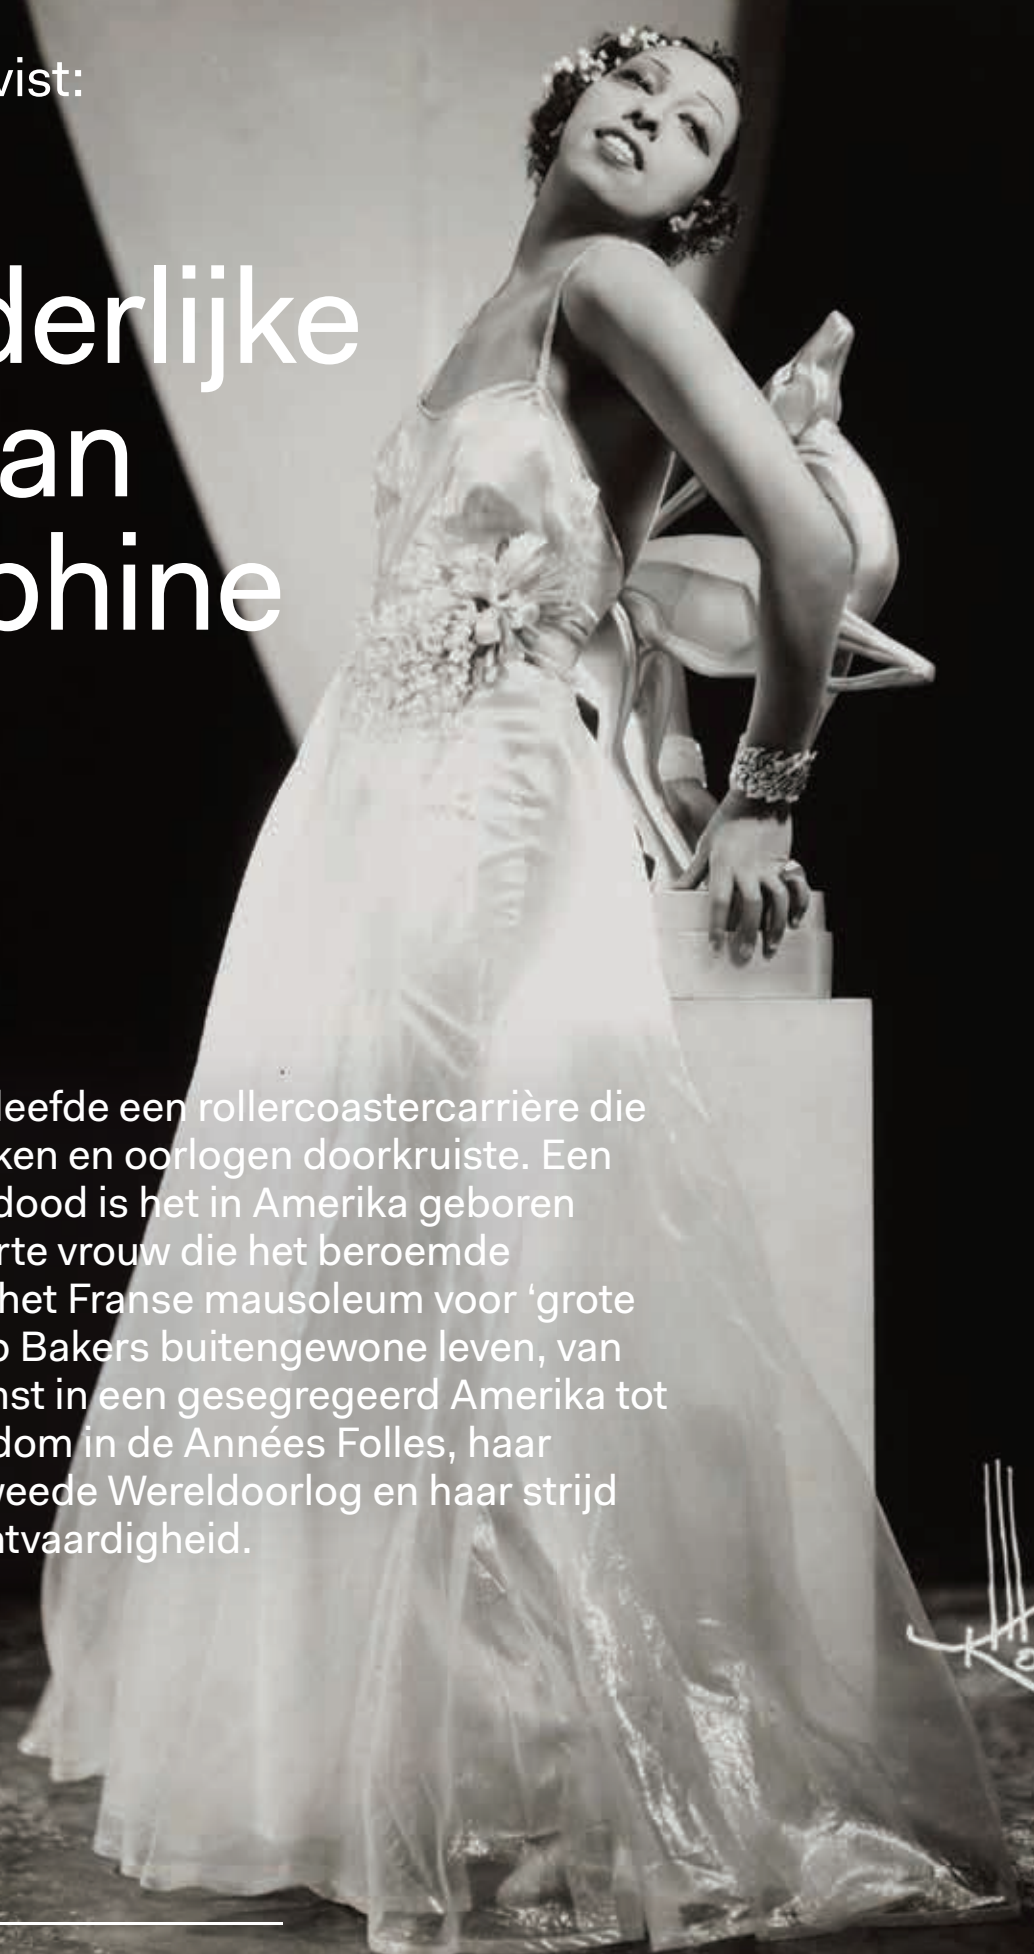 vist:
derlijke
an
phine
leefde een rollercoastercarrière die
ken en oorlogen doorkruiste. Een
dood is het in Amerika geboren
rte vrouw die het beroemde
het Franse mausoleum voor ‘grote
o Bakers buitengewone leven, van
nst in een gesegregeerd Amerika tot
dom in de Années Folles, haar
weede Wereldoorlog en haar strijd
htvaardigheid.